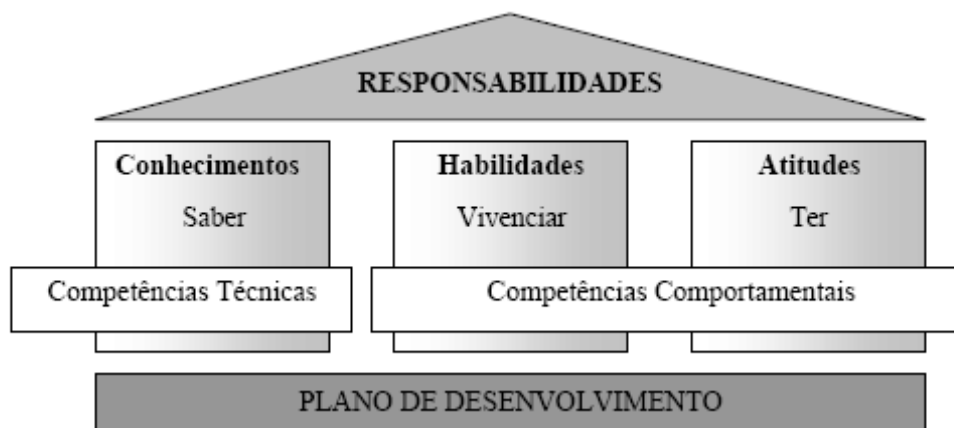 RESPONSABILIDADES
Conhecimentos
Saber
Habilidades
Vivenciar
Atitudes
Ter
Competências Técnicas
Competências Comportamentais
PLANO DE DESENVOLVIMENTO